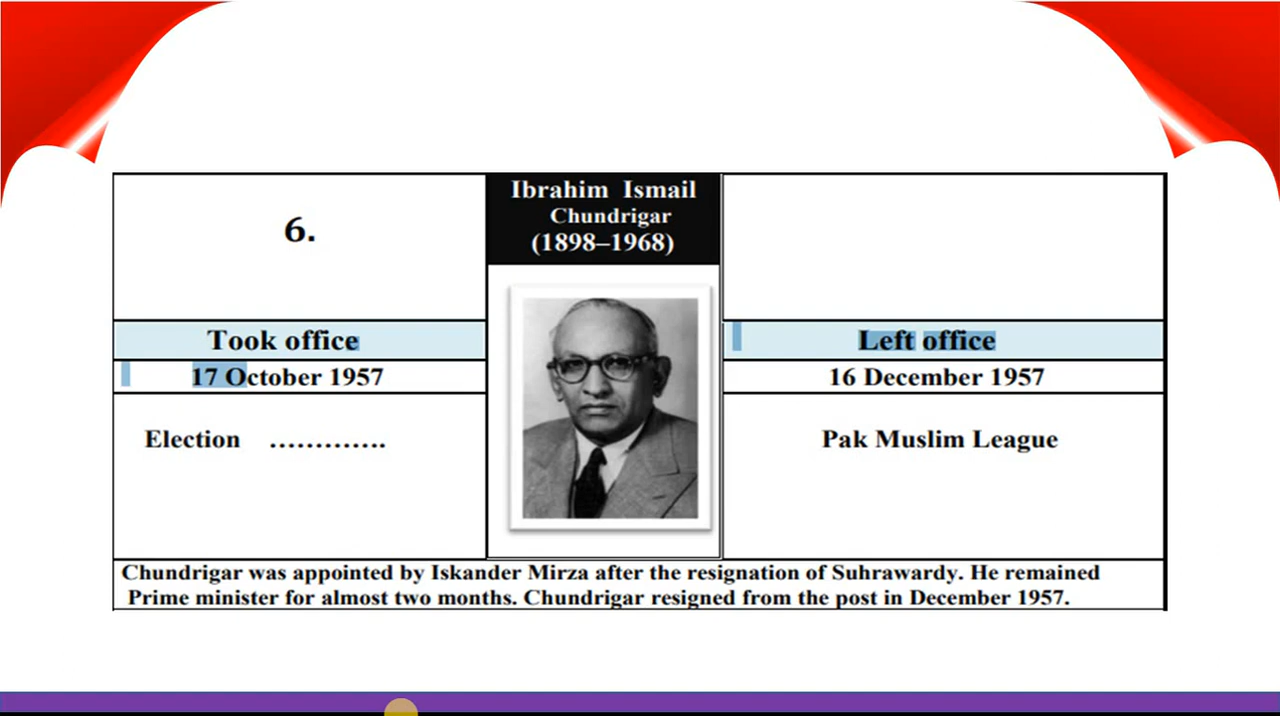 6.
Ibrahim Ismail
Chundrigar
(1898–1968)
Took office
Left office
17 October 1957
16 December 1957
Election ………….
Pak Muslim League
Chundrigar was appointed by Iskander Mirza after the resignation of Suhrawardy. He remained
Prime minister for almost two months. Chundrigar resigned from the post in December 1957.